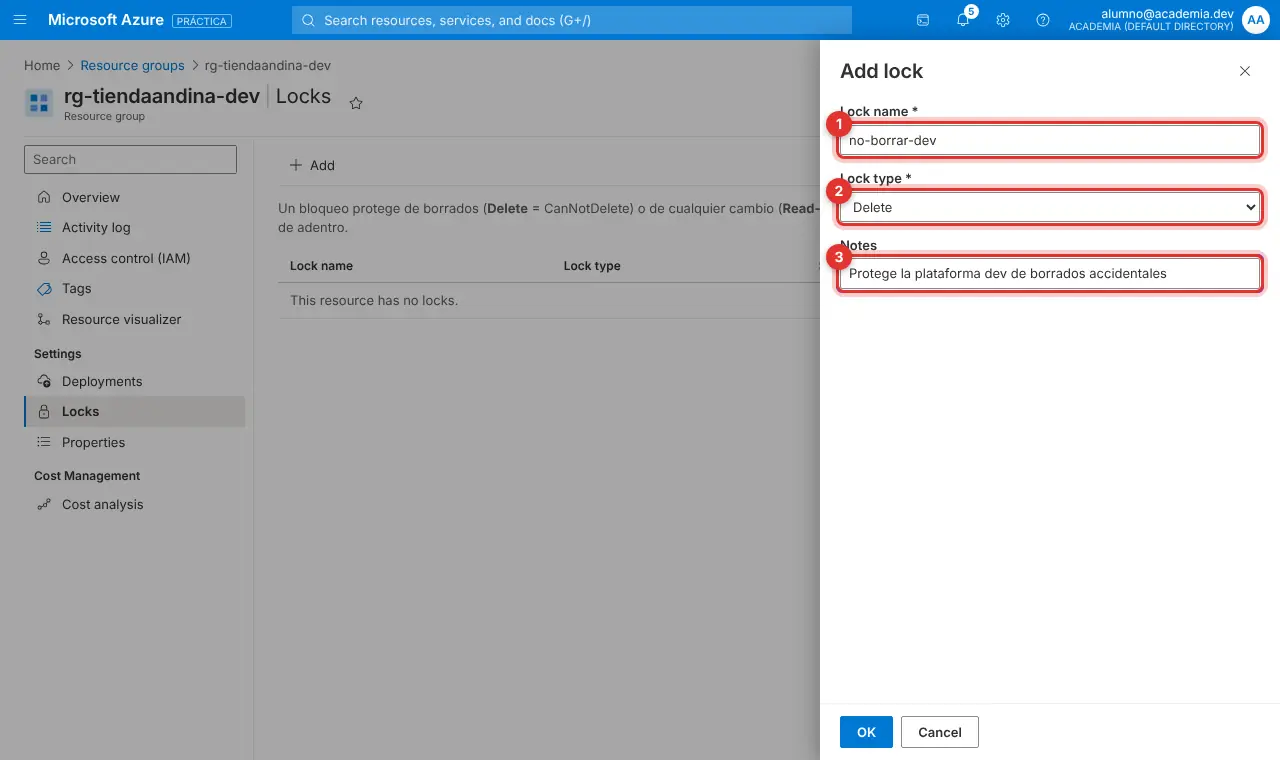 Microsoft Azure PRÁCTICA
Search resources, services, and docs (G+/)
5
alumno@academia.dev
ACADEMIA (DEFAULT DIRECTORY)
AA
Home > Resource groups > rg-tiendaandina-dev
rg-tiendaandina-dev | Locks
Resource group
Search
Overview
Activity log
Access control (IAM)
Tags
Resource visualizer
Settings
Deployments
Locks
Properties
Cost Management
Cost analysis
Add
Un bloqueo protege de borrados (Delete = CanNotDelete) o de cualquier cambio (Read-
de adentro.
Lock name Lock type
This resource has no locks.
Add lock
Lock name *
1
no-borrar-dev
Lock type *
2
Delete
Notes
3
Protege la plataforma dev de borrados accidentales
OK Cancel